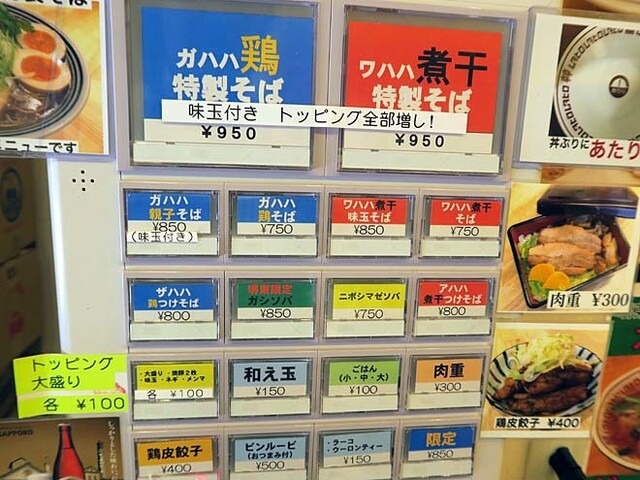 ガハハ鶏
特製そば
ワハハ煮干
特製そば
味玉付き トッピング全部増し!
¥950
¥950
丼ぶりにあたり
ニューです
ガハハ
親子そば
¥850
(味玉付き)
ガハハ
鶏そば
¥750
ワハハ煮干
味玉そば
¥850
ワハハ煮干
そば
¥750
ザハハ
鶏つけそば
¥800
堺東限定
ガシソバ
¥850
ニボシマゼソバ
¥750
アハハ
煮干つけそば
¥800
肉重 ¥300
トッピング
大盛り
各 ¥100
・大盛り・焼豚2枚
・味玉・ネギ・メンマ
各 ¥100
和え玉
¥150
ごはん
(小・中・大)
¥100
肉重
¥300
鶏皮餃子 ¥400
SAPPORO
鶏皮餃子
¥400
ビンルービ
(おつまみ付)
¥500
・ラーコ
・ウーロンティー
¥150
限定
¥850